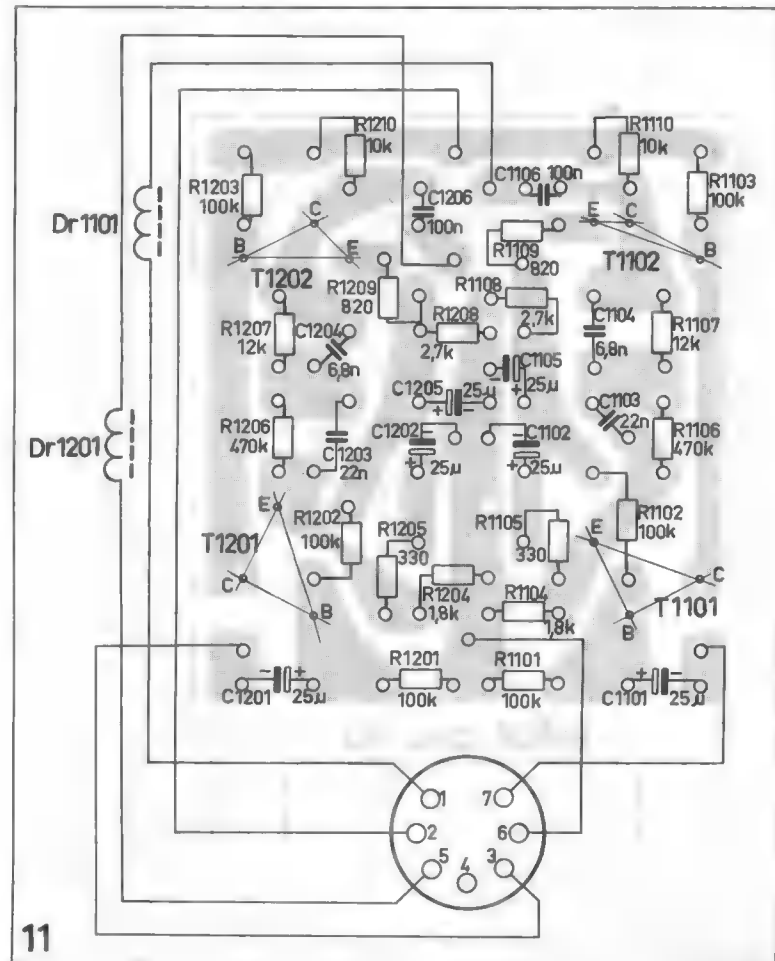 R1210
10k
R1110
10k
C1106
100n
R1203
100k
C1206
100n
R1103
100k
Dr1101
C
B
E
T1202
E
C
B
T1102
R1109
820
R1209
820
R1108
2,7k
R1208
2,7k
C1104
6,8n
R1207
12k
C1204
6,8n
R1107
12k
- C1105
+ 25µ
C1205
+ 25µ -
C1103
22n
Dr1201
R1206
470k
C1203
22n
C1202 -
+ 25µ
- C1102
+ 25µ
R1106
470k
E
T1201
C
B
R1202
100k
R1205
330
R1105
330
R1102
100k
E
C
T1101
B
R1204
1,8k
R1104
1,8k
C1201
- +
25µ
R1201
100k
R1101
100k
C1101
+ -
25µ
1
7
2
6
5
4
3
11